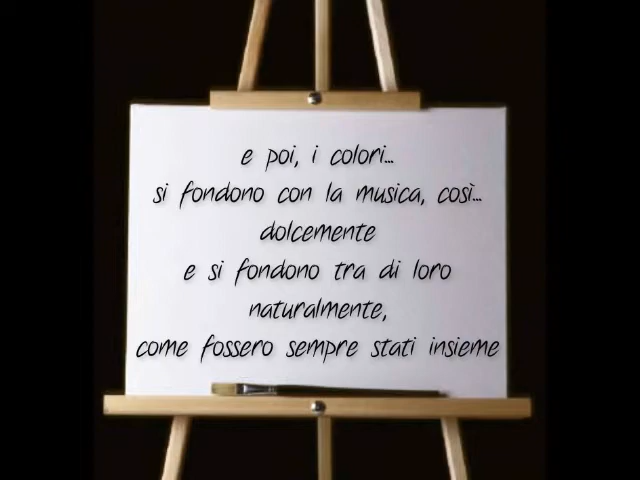 e poi, i colori...
si fondono con la musica, così...
dolcemente
e si fondono tra di loro
naturalmente,
come fossero sempre stati insieme